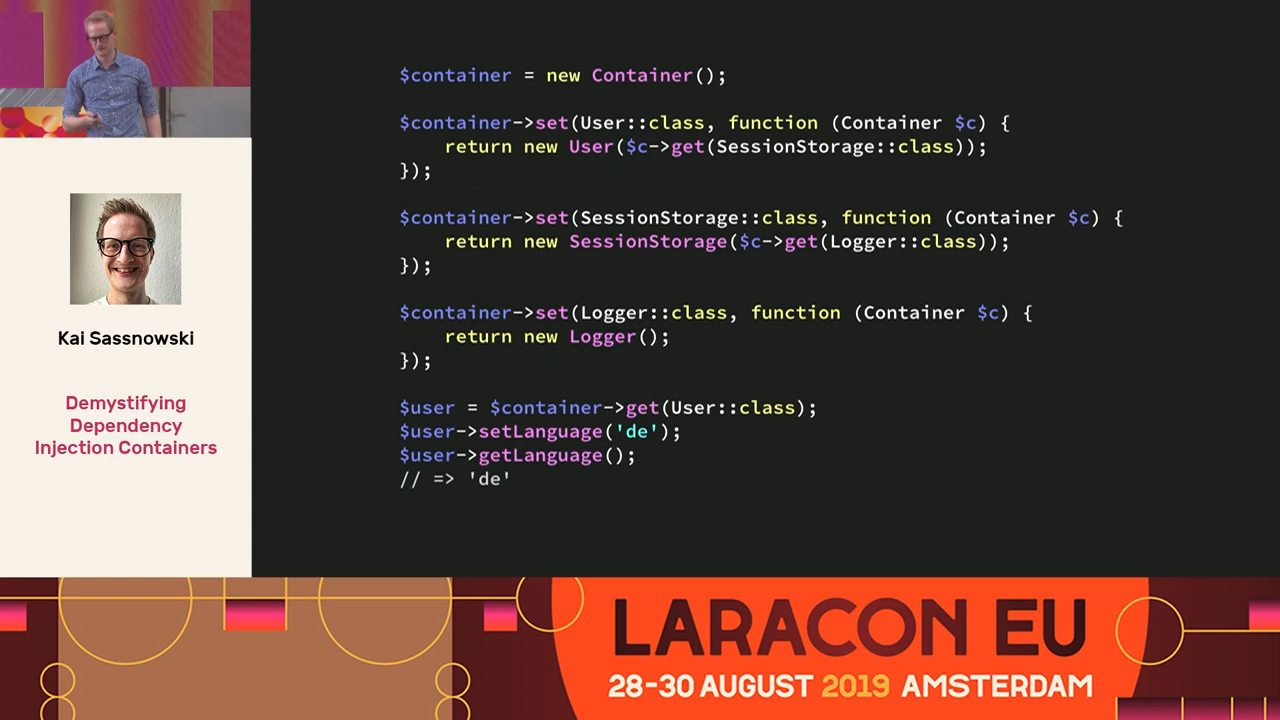 $container = new Container();
$container->set(User::class, function (Container $c) {
    return new User($c->get(SessionStorage::class));
});
$container->set(SessionStorage::class, function (Container $c) {
    return new SessionStorage($c->get(Logger::class));
});
$container->set(Logger::class, function (Container $c) {
    return new Logger();
});
$user = $container->get(User::class);
$user->setLanguage('de');
$user->getLanguage();
// => 'de'
Kai Sassnowski
Demystifying
Dependency
Injection Containers
LARACON EU
28-30 AUGUST 2019 AMSTERDAM